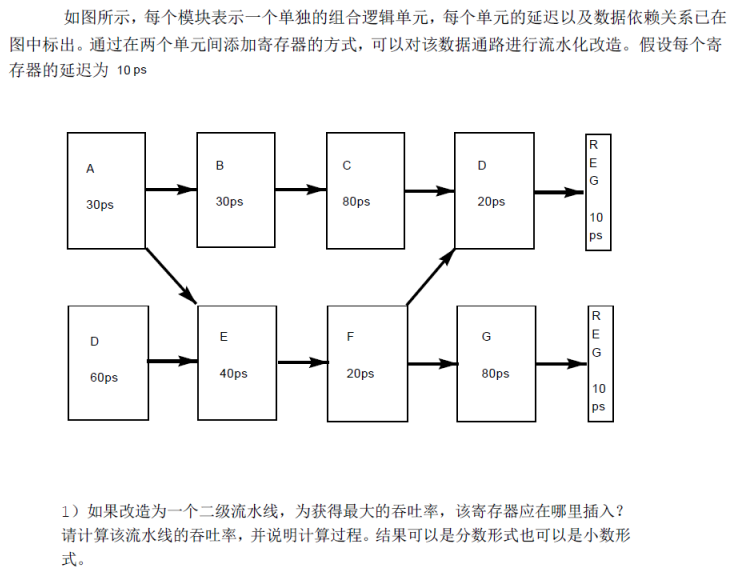 如图所示，每个模块表示一个单独的组合逻辑单元，每个单元的延迟以及数据依赖关系已在
图中标出。通过在两个单元间添加寄存器的方式，可以对该数据通路进行流水化改造。假设每个寄
存器的延迟为 10ps
A
30ps
B
30ps
C
80ps
D
20ps
R
E
G
10
ps
D
60ps
E
40ps
F
20ps
G
80ps
R
E
G
10
ps
1）如果改造为一个二级流水线，为获得最大的吞吐率，该寄存器应在哪里插入？
请计算该流水线的吞吐率，并说明计算过程。结果可以是分数形式也可以是小数形
式。